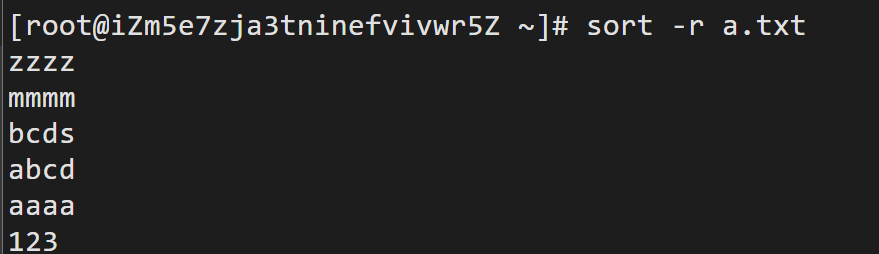 [root@iZm5e7zja3tninefvivwr5Z ~]# sort -r a.txt
zzzz
mmmm
bcds
abcd
aaaa
123